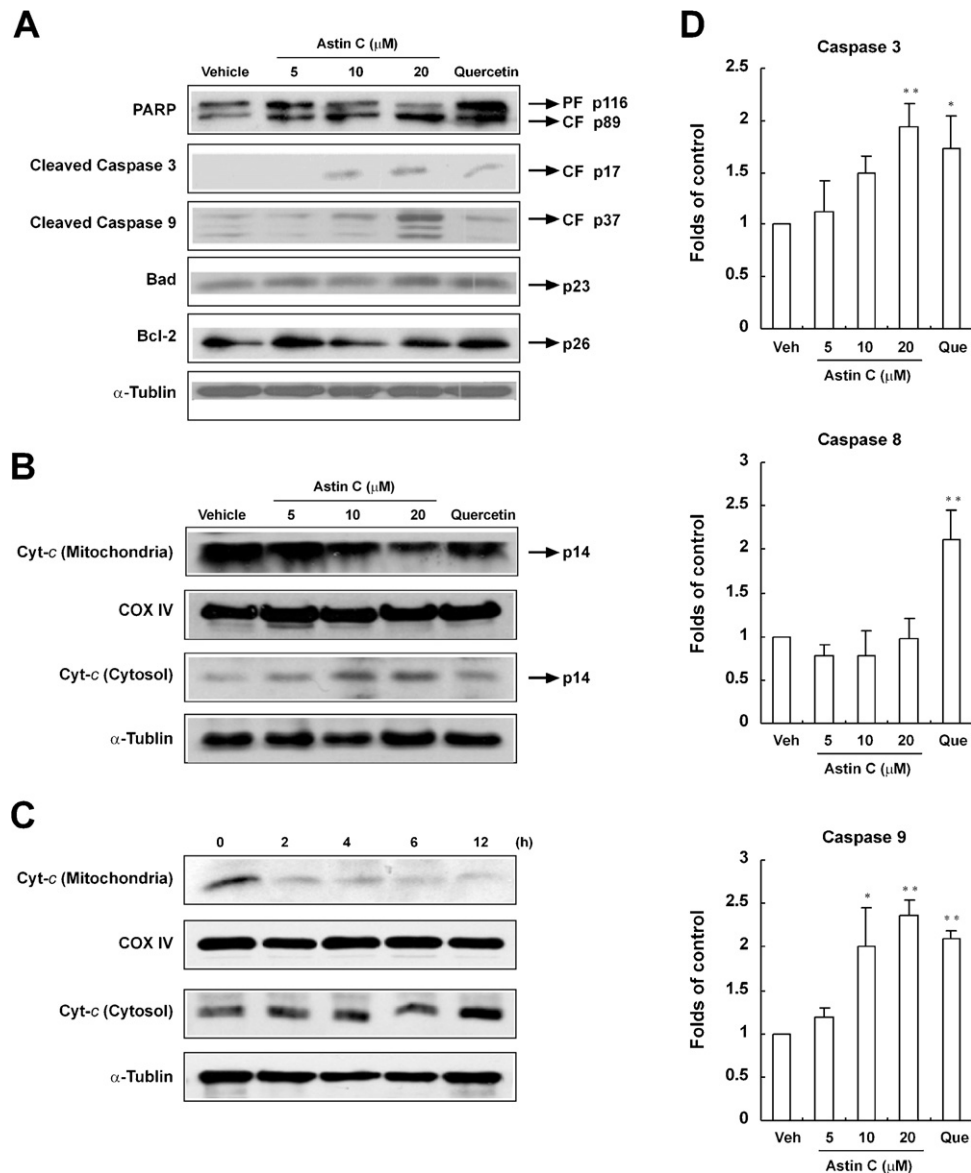 A
Astin C (μM)
Vehicle 5 10 20 Quercetin
PARP
PF p116
CF p89
Cleaved Caspase 3
CF p17
Cleaved Caspase 9
CF p37
Bad
p23
Bcl-2
p26
α-Tublin
B
Astin C (μM)
Vehicle 5 10 20 Quercetin
Cyt-c (Mitochondria)
p14
COX IV
Cyt-c (Cytosol)
p14
α-Tublin
C
0 2 4 6 12 (h)
Cyt-c (Mitochondria)
COX IV
Cyt-c (Cytosol)
α-Tublin
D
Caspase 3
Folds of control
2.5
2
1.5
1
0.5
0
** *
Veh 5 10 20 Que
Astin C (μM)
Caspase 8
Folds of control
3
2.5
2
1.5
1
0.5
0
**
Veh 5 10 20 Que
Astin C (μM)
Caspase 9
Folds of control
3
2.5
2
1.5
1
0.5
0
* ** **
Veh 5 10 20 Que
Astin C (μM)